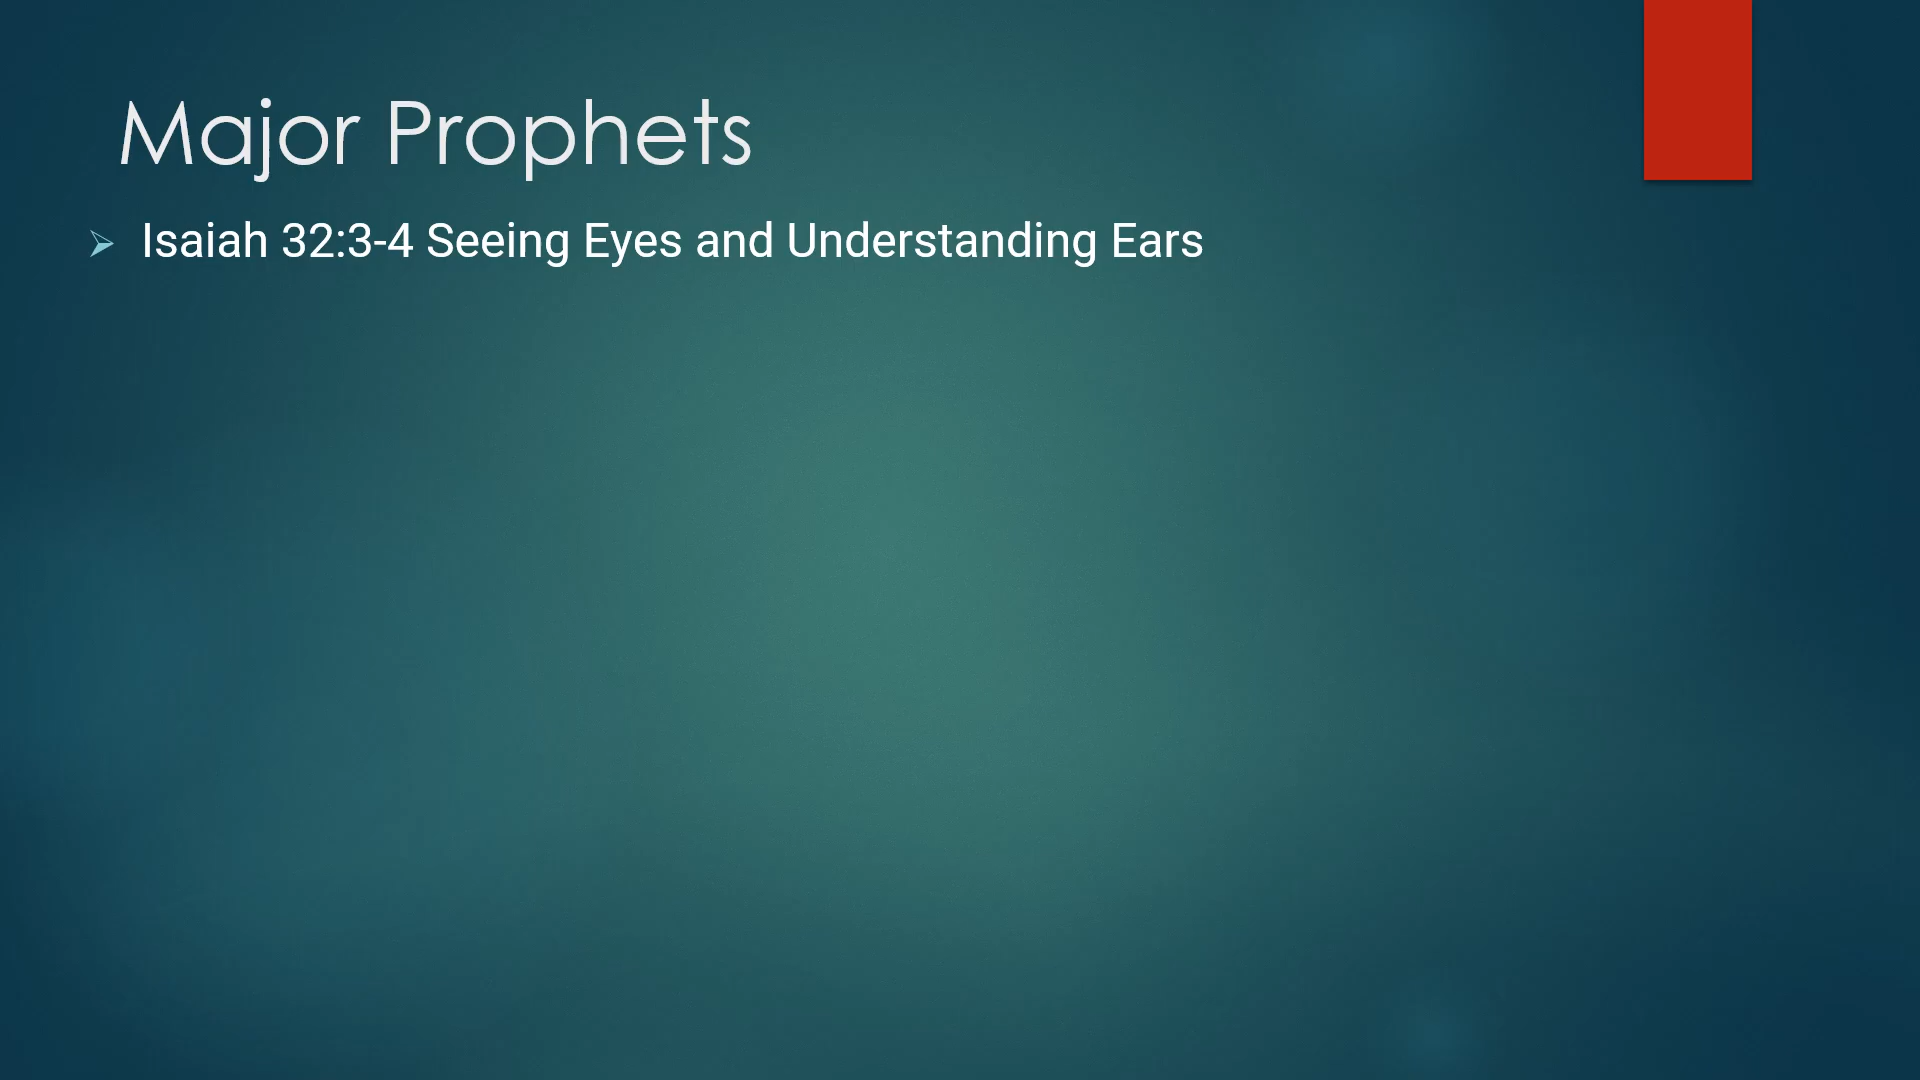 Major Prophets
Isaiah 32:3-4 Seeing Eyes and Understanding Ears